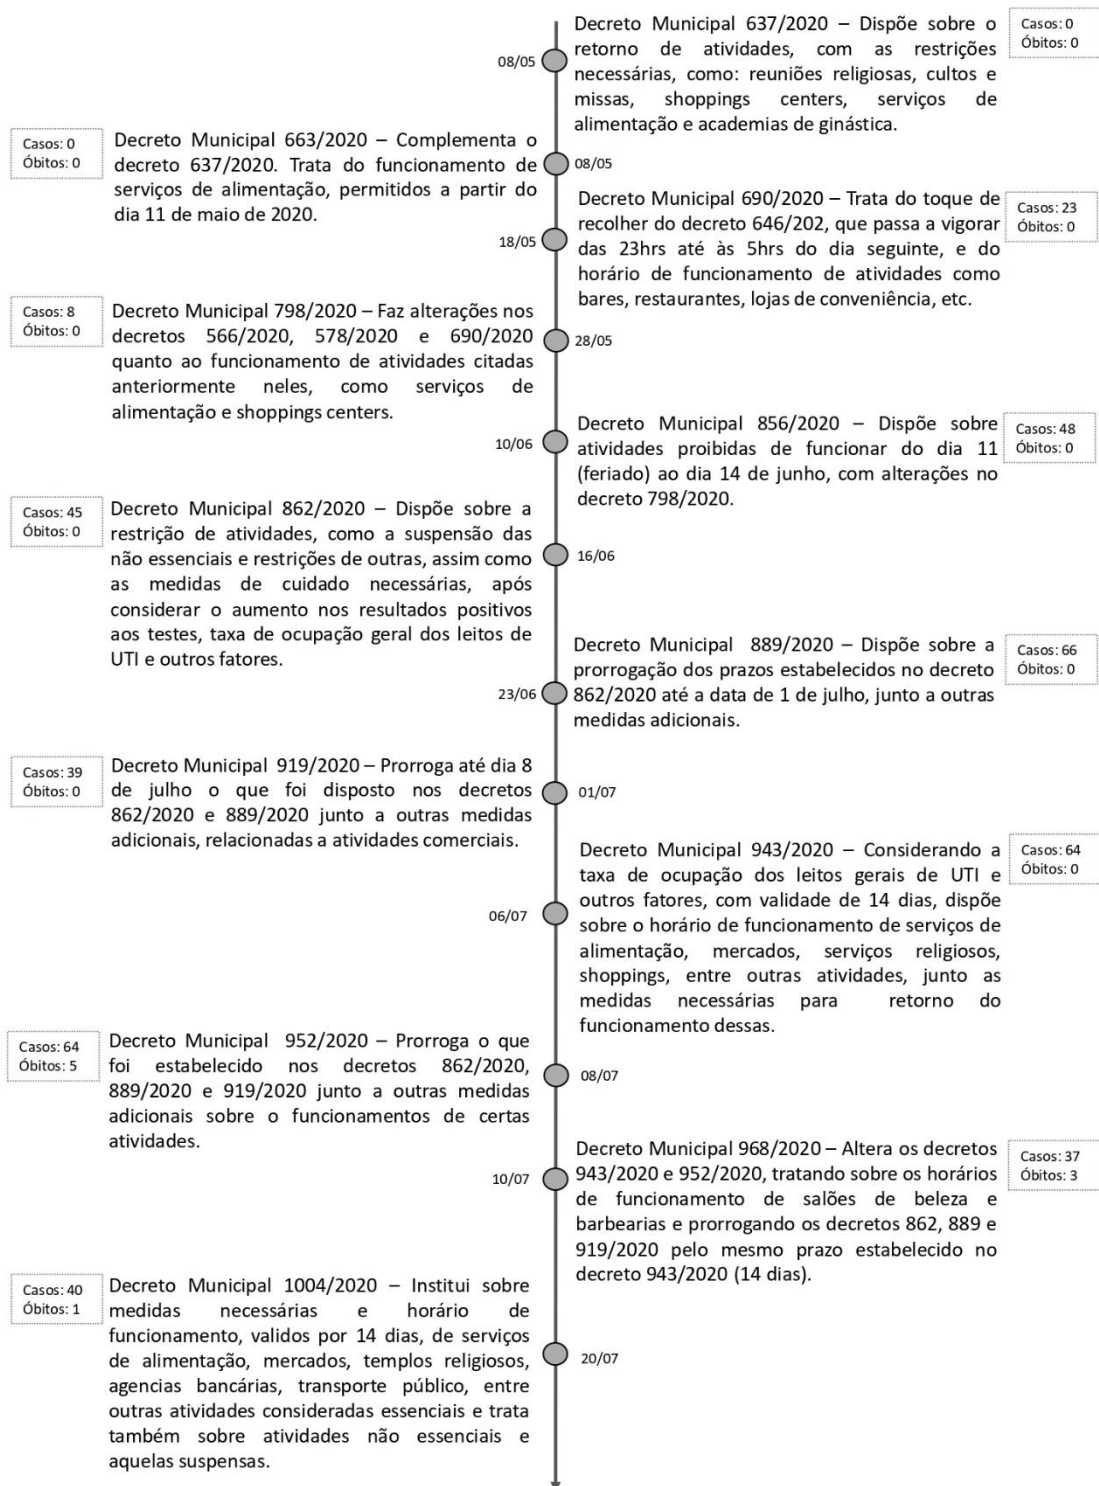 Decreto Municipal 637/2020 – Dispõe sobre o
retorno de atividades, com as restrições
necessárias, como: reuniões religiosas, cultos e
missas, shoppings centers, serviços de
alimentação e academias de ginástica.
Casos: 0
Óbitos: 0
08/05
Casos: 0
Óbitos: 0
Decreto Municipal 663/2020 – Complementa o
decreto 637/2020. Trata do funcionamento de
serviços de alimentação, permitidos a partir do
dia 11 de maio de 2020.
08/05
Decreto Municipal 690/2020 – Trata do toque de
recolher do decreto 646/202, que passa a vigorar
das 23hrs até às 5hrs do dia seguinte, e do
horário de funcionamento de atividades como
bares, restaurantes, lojas de conveniência, etc.
Casos: 23
Óbitos: 0
18/05
Casos: 8
Óbitos: 0
Decreto Municipal 798/2020 – Faz alterações nos
decretos 566/2020, 578/2020 e 690/2020
quanto ao funcionamento de atividades citadas
anteriormente neles, como serviços de
alimentação e shoppings centers.
28/05
Decreto Municipal 856/2020 – Dispõe sobre
atividades proibidas de funcionar do dia 11
(feriado) ao dia 14 de junho, com alterações no
decreto 798/2020.
Casos: 48
Óbitos: 0
10/06
Casos: 45
Óbitos: 0
Decreto Municipal 862/2020 – Dispõe sobre a
restrição de atividades, como a suspensão das
não essenciais e restrições de outras, assim como
as medidas de cuidado necessárias, após
considerar o aumento nos resultados positivos
aos testes, taxa de ocupação geral dos leitos de
UTI e outros fatores.
16/06
Decreto Municipal 889/2020 – Dispõe sobre a
prorrogação dos prazos estabelecidos no decreto
862/2020 até a data de 1 de julho, junto a outras
medidas adicionais.
Casos: 66
Óbitos: 0
23/06
Casos: 39
Óbitos: 0
Decreto Municipal 919/2020 – Prorroga até dia 8
de julho o que foi disposto nos decretos
862/2020 e 889/2020 junto a outras medidas
adicionais, relacionadas a atividades comerciais.
01/07
Decreto Municipal 943/2020 – Considerando a
taxa de ocupação dos leitos gerais de UTI e
outros fatores, com validade de 14 dias, dispõe
sobre o horário de funcionamento de serviços de
alimentação, mercados, serviços religiosos,
shoppings, entre outras atividades, junto as
medidas necessárias para retorno do
funcionamento dessas.
Casos: 64
Óbitos: 0
06/07
Casos: 64
Óbitos: 5
Decreto Municipal 952/2020 – Prorroga o que
foi estabelecido nos decretos 862/2020,
889/2020 e 919/2020 junto a outras medidas
adicionais sobre o funcionamentos de certas
atividades.
08/07
Decreto Municipal 968/2020 – Altera os decretos
943/2020 e 952/2020, tratando sobre os horários
de funcionamento de salões de beleza e
barbearias e prorrogando os decretos 862, 889 e
919/2020 pelo mesmo prazo estabelecido no
decreto 943/2020 (14 dias).
Casos: 37
Óbitos: 3
10/07
Casos: 40
Óbitos: 1
Decreto Municipal 1004/2020 – Institui sobre
medidas necessárias e horário de
funcionamento, validos por 14 dias, de serviços
de alimentação, mercados, templos religiosos,
agencias bancárias, transporte público, entre
outras atividades consideradas essenciais e trata
também sobre atividades não essenciais e
aquelas suspensas.
20/07